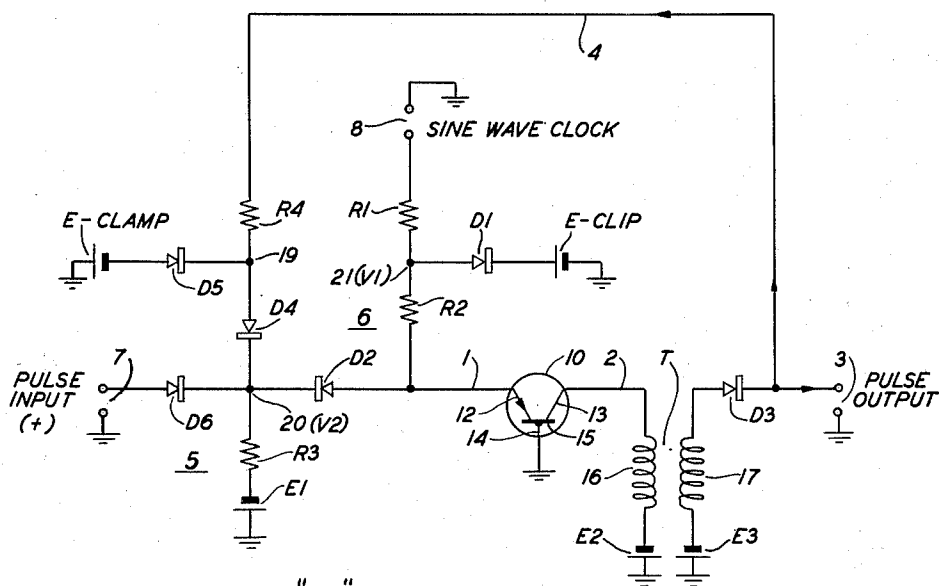 4
8
SINE WAVE CLOCK
E-CLAMP
R4
R1
D1
E-CLIP
19
21(V1)
D5
D4
R2
6
7
D2
1
10
2
T
3
PULSE INPUT (+)
PULSE OUTPUT
D6
20(V2)
12
13
14
15
D3
5
R3
16
17
E1
E2
E3
" "